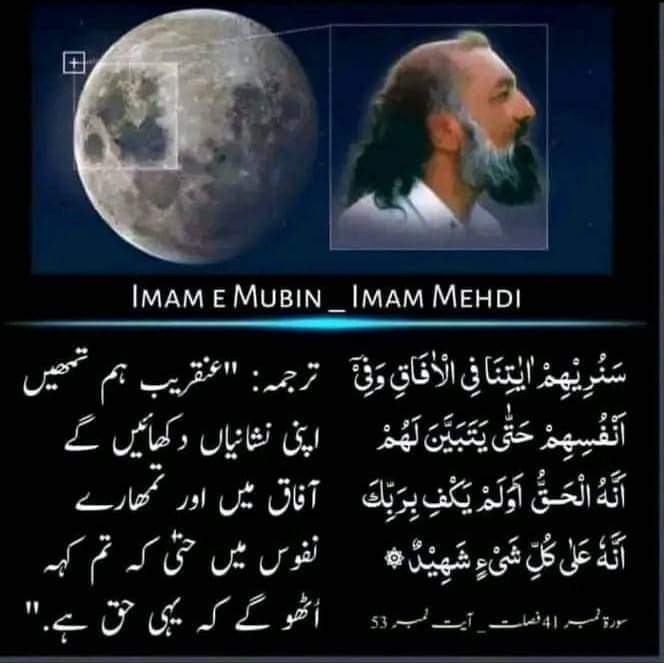 IMAM E MUBIN _ IMAM MEHDI
سَنُرِيْهِمْ اٰيٰتِنَا فِى الْاٰفَاقِ وَفِىْٓ
اَنْفُسِهِمْ حَتّٰى يَتَبَيَّنَ لَهُمْ
اَنَّهُ الْحَـقُّ اَوَلَمْ يَكْفِ بِرَبِّكَ
اَنَّهٗ عَلٰى كُلِّ شَىْءٍ شَهِيْدٌ ۞
سورۃ نمبر 41 فصلت _ آیت نمبر 53
ترجمہ: "عنقریب ہم تمھیں
اپنی نشانیاں دکھائیں گے
آفاق میں اور تمھارے
نفوس میں حتیٰ کہ تم کہہ
اُٹھو گے کہ یہی حق ہے."